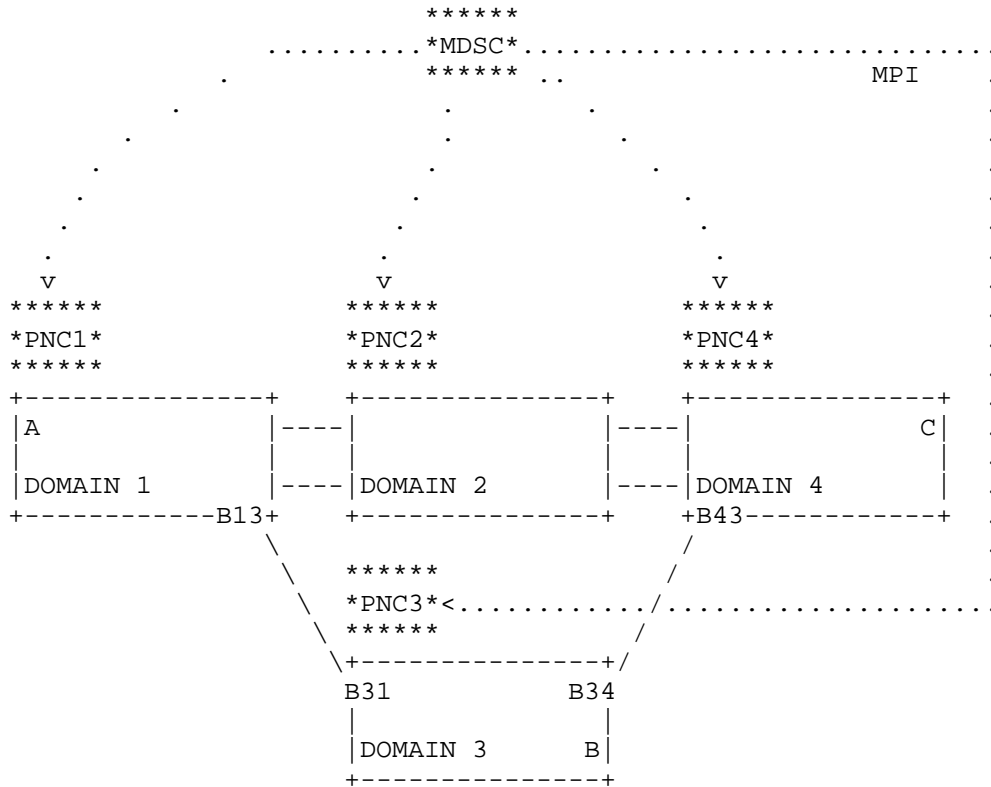 ******
*MDSC*
******
MPI
v v v
****** ****** ******
*PNC1* *PNC2* *PNC4*
****** ****** ******
A C
DOMAIN 1 DOMAIN 2 DOMAIN 4
B13 B43
******
*PNC3*<
******
B31 B34
DOMAIN 3 B